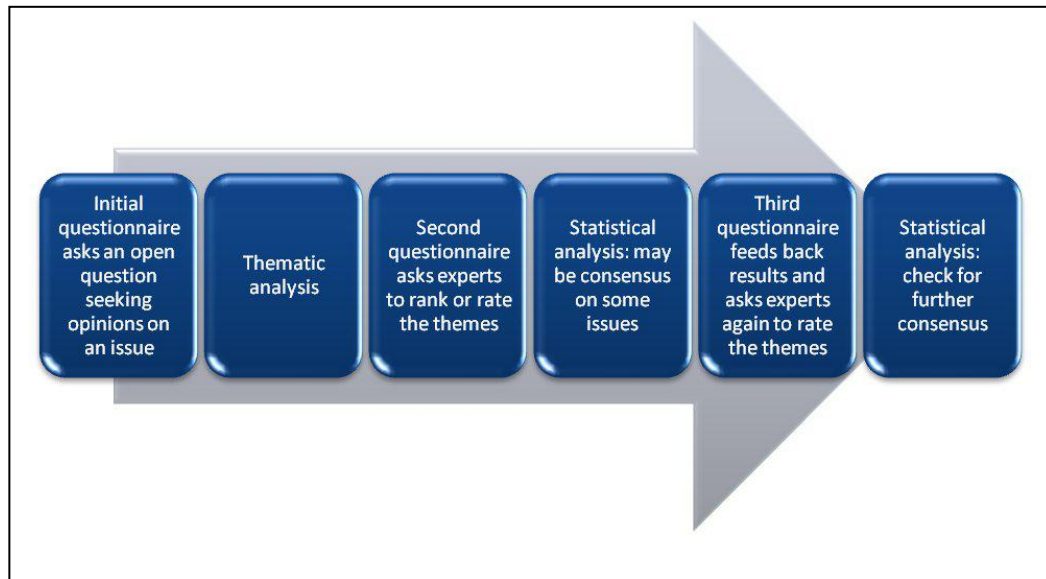 Initial
questionnaire
asks an open
question
seeking
opinions on
an issue
Thematic
analysis
Second
questionnaire
asks experts
to rank or rate
the themes
Statistical
analysis: may
be consensus
on some
issues
Third
questionnaire
feeds back
results and
asks experts
again to rate
the themes
Statistical
analysis:
check for
further
consensus